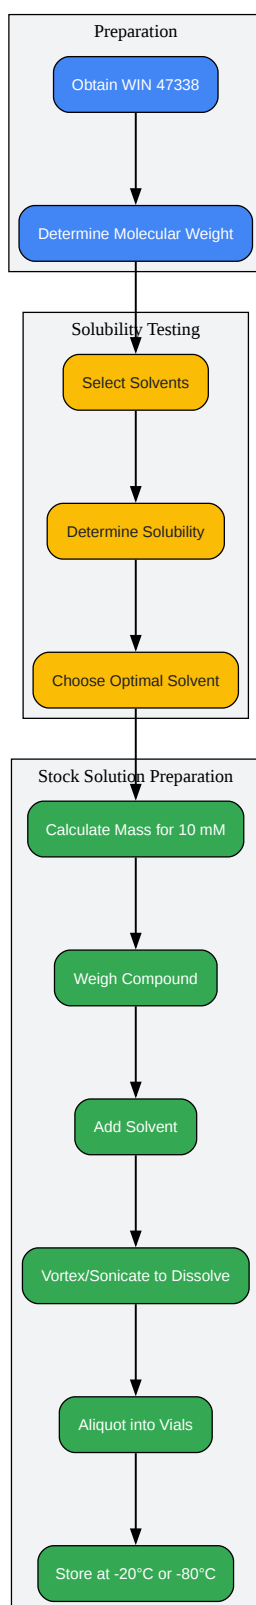 Preparation
Obtain WIN 47338
Determine Molecular Weight
Solubility Testing
Select Solvents
Determine Solubility
Choose Optimal Solvent
Stock Solution Preparation
Calculate Mass for 10 mM
Weigh Compound
Add Solvent
Vortex/Sonicate to Dissolve
Aliquot into Vials
Store at -20°C or -80°C